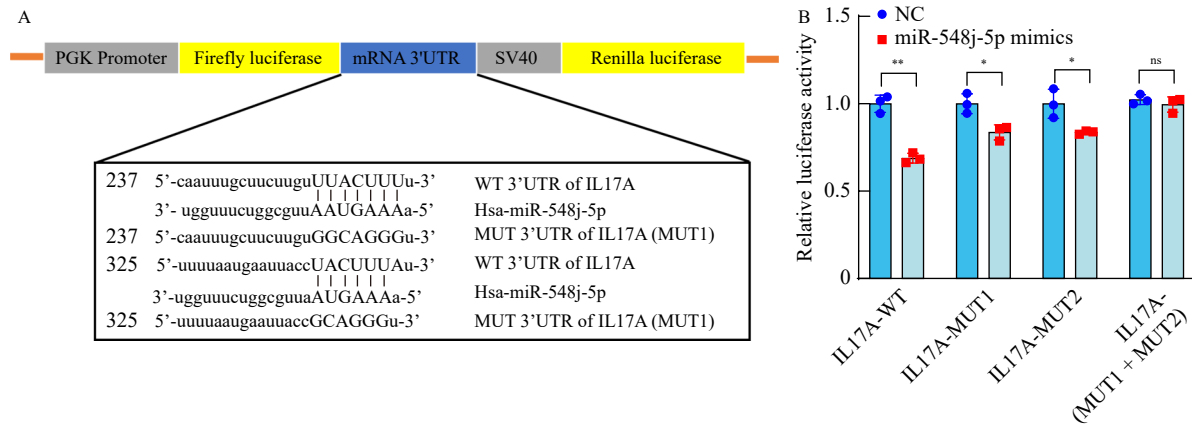 A
PGK Promoter Firefly luciferase mRNA 3'UTR SV40 Renilla luciferase
237 5’-caauuugcuucuuguUUACUUUu-3’ WT 3’UTR of IL17A
3’- ugguuucuggcguuAAUGAAAa-5’ Hsa-miR-548j-5p
237 5’-caauuugcuucuuguGGCAGGGu-3’ MUT 3’UTR of IL17A (MUT1)
325 5’-uuuuaaugaauuaccUACUUUAu-3’ WT 3’UTR of IL17A
3’-ugguuucuggcguuaAUGAAAa-5’ Hsa-miR-548j-5p
325 5’-uuuuaaugaauuaccGCAGGGu-3’ MUT 3’UTR of IL17A (MUT1)
B
NC
miR-548j-5p mimics
Relative luciferase activity
1.5
1.0
0.5
0
**
*
*
ns
IL17A-WT
IL17A-MUT1
IL17A-MUT2
IL17A-
(MUT1 + MUT2)